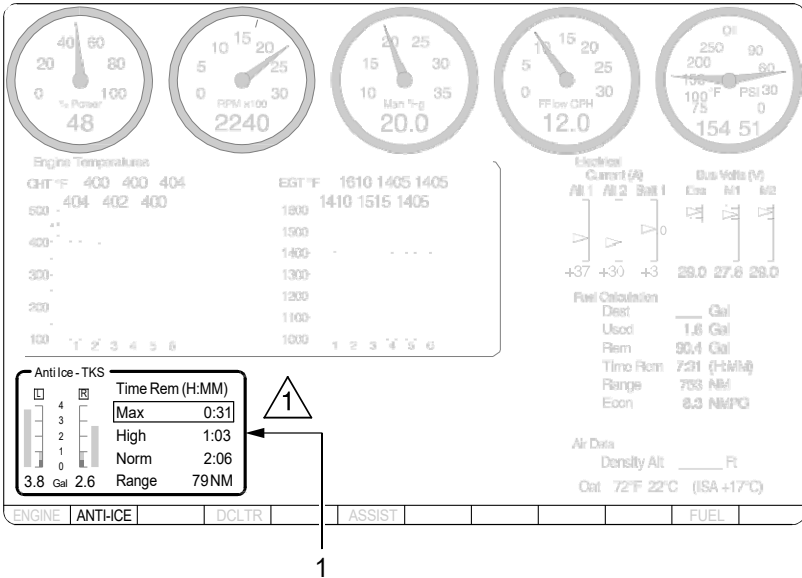 40 60
20 80
0 100
% Power
48
10 15 20
5 25
0 30
RPM x100
2240
20 25
15 30
10 35
Man "Hg
20.0
10 15 20
5 25
0 30
FFlow GPH
12.0
Oil
250 90
200 60
150
100 °F PSI 30
75 0
154 51
Engine Temperatures
CHT °F 400 400 404
404 402 400
500
400
300
200
100
1 2 3 4 5 6
EGT °F 1610 1405 1405
1410 1515 1405
1600
1500
1400
1300
1200
1100
1000
1 2 3 4 5 6
Electrical
Current (A) Bus Volts (V)
Alt 1 Alt 2 Batt 1 Ess M1 M2
0
+37 +30 +3 28.0 27.6 28.0
Fuel Calculation
Dest ___ Gal
Used 1.6 Gal
Rem 90.4 Gal
Time Rem 7:31 (H:MM)
Range 753 NM
Econ 8.3 NMPG
Air Data
Density Alt ______ Ft
Oat 72°F 22°C (ISA +17°C)
Anti Ice - TKS
L R Time Rem (H:MM)
4
3
2
1
0
Max 0:31
High 1:03
Norm 2:06
Range 79NM
3.8 Gal 2.6
1
ENGINE ANTI-ICE DCLTR ASSIST FUEL
1